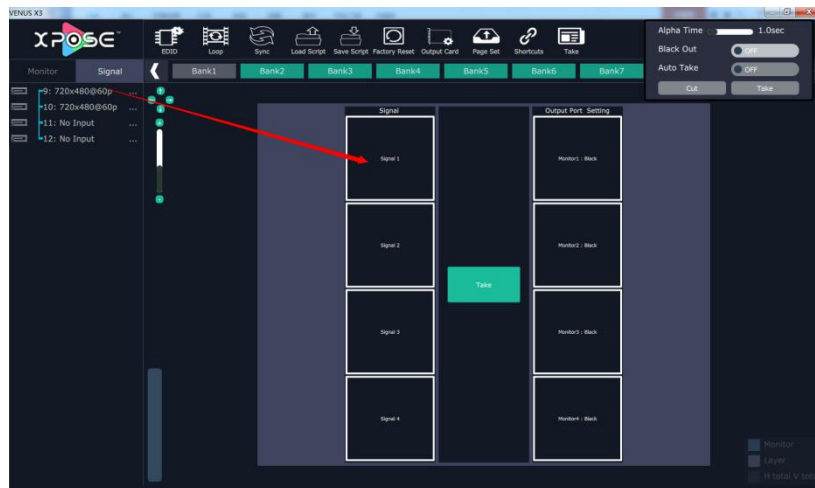 VENUS X3
XPOSE
EDID
Loop
Sync
Load Script
Save Script
Factory Reset
Output Card
Page Set
Shortcuts
Take
Alpha Time
1.0sec
Black Out
OFF
Auto Take
OFF
Cut
Take
Monitor
Signal
Bank1
Bank2
Bank3
Bank4
Bank5
Bank6
Bank7
9: 720x480@60p ...
10: 720x480@60p ...
11: No Input ...
12: No Input ...
Signal
Output Port Setting
Signal 1
Monitor1 : Black
Signal 2
Monitor2 : Black
Take
Signal 3
Monitor3 : Black
Signal 4
Monitor4 : Black
Monitor
Layer
H total V tot